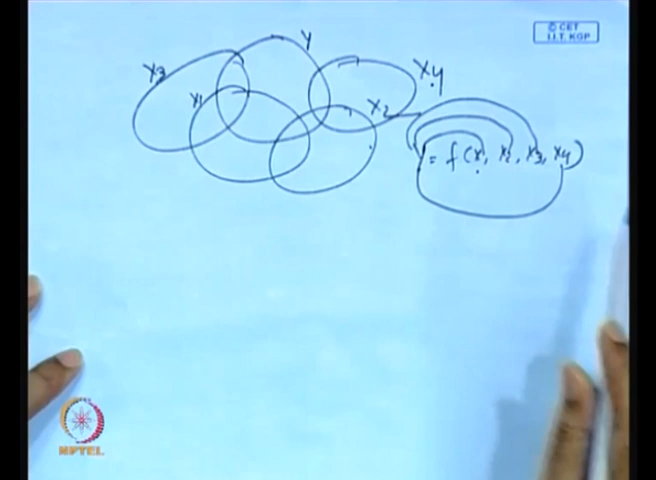 © CET
I.I.T. KGP
Y
X3
X4
X1
X2
Y = f(x1, x2, x3, x4)
NPTEL